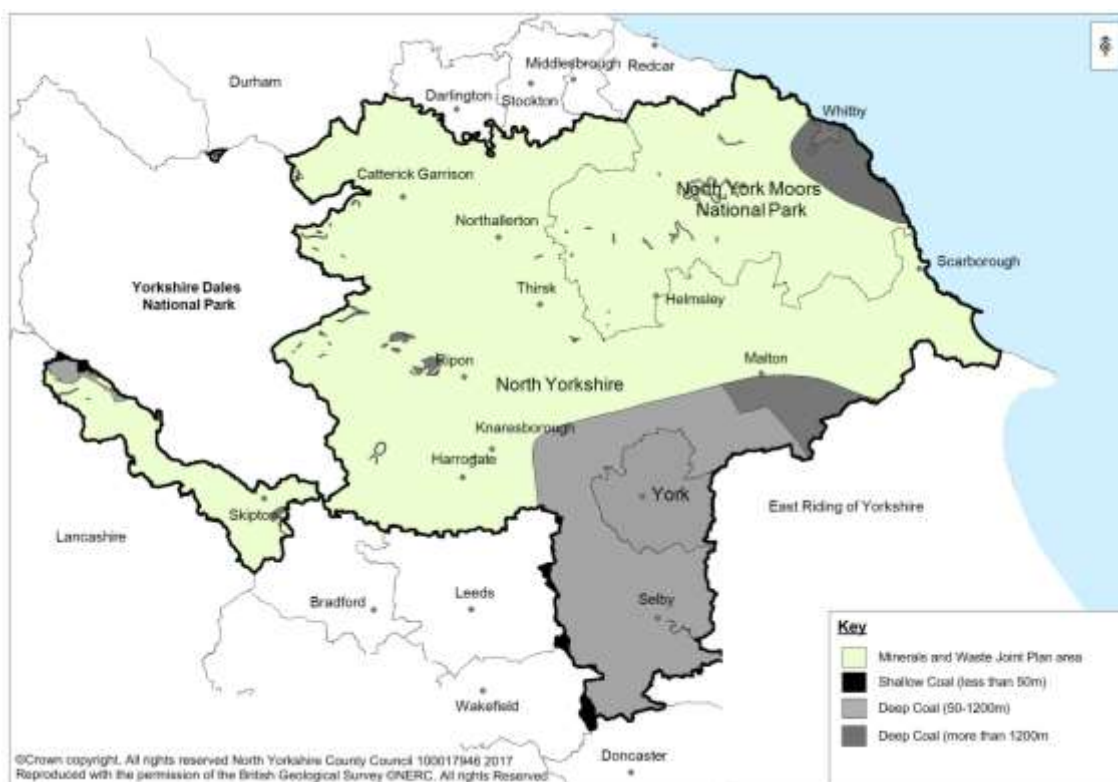 Durham
Middlesbrough
Redcar
Darlington
Stockton
Whitby
Catterick Garrison
North York Moors
National Park
Northallerton
Scarborough
Yorkshire Dales
National Park
Thirsk
Helmsley
Ripon
North Yorkshire
Malton
Knaresborough
Harrogate
York
East Riding of Yorkshire
Skipton
Lancashire
Bradford
Leeds
Selby
Wakefield
Doncaster
Key
Minerals and Waste Joint Plan area
Shallow Coal (less than 50m)
Deep Coal (50-1200m)
Deep Coal (more than 1200m
©Crown copyright. All rights reserved North Yorkshire County Council 100017946 2017
Reproduced with the permission of the British Geological Survey ©NERC. All rights Reserved